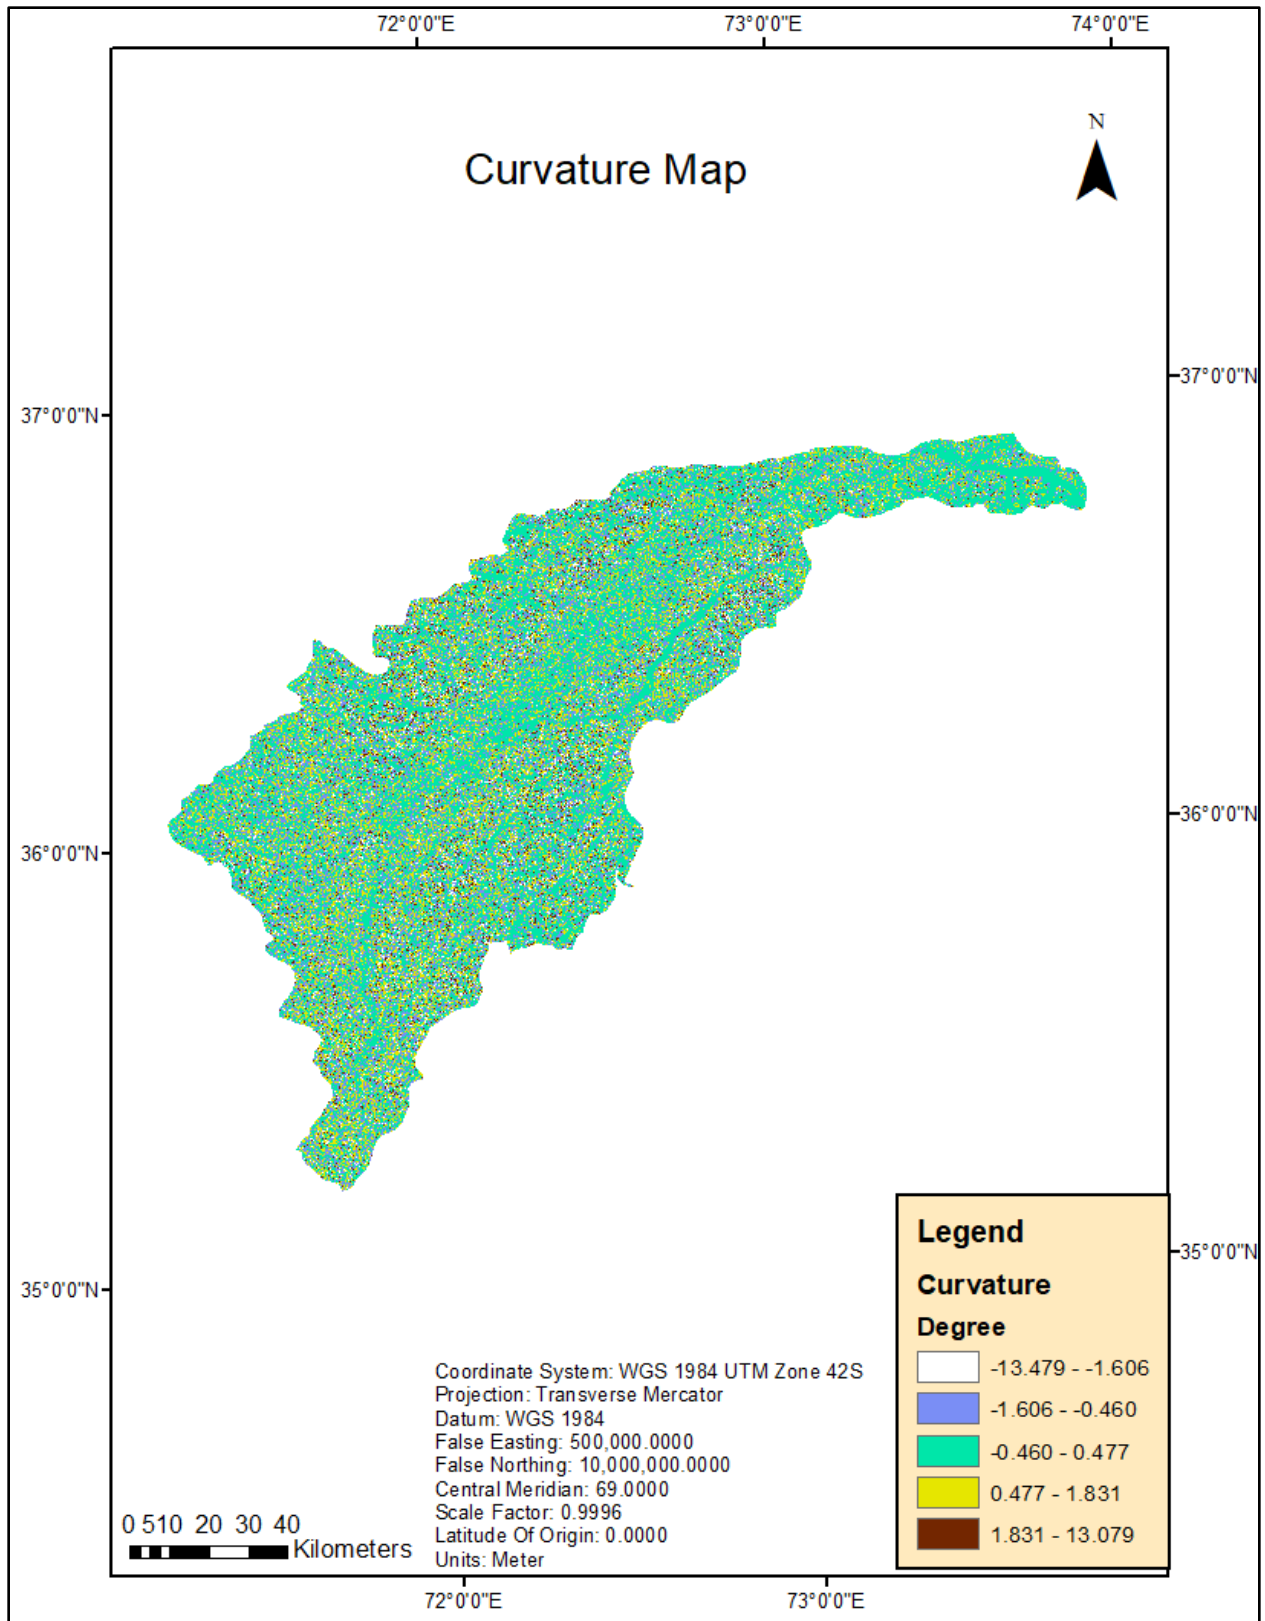 72°0'0"E
73°0'0"E
74°0'0"E
N
Curvature Map
37°0'0"N
37°0'0"N
36°0'0"N
36°0'0"N
35°0'0"N
35°0'0"N
Legend
Curvature
Degree
-13.479 - -1.606
-1.606 - -0.460
-0.460 - 0.477
0.477 - 1.831
1.831 - 13.079
Coordinate System: WGS 1984 UTM Zone 42S
Projection: Transverse Mercator
Datum: WGS 1984
False Easting: 500,000.0000
False Northing: 10,000,000.0000
Central Meridian: 69.0000
Scale Factor: 0.9996
Latitude Of Origin: 0.0000
Units: Meter
0 510 20 30 40
Kilometers
72°0'0"E
73°0'0"E